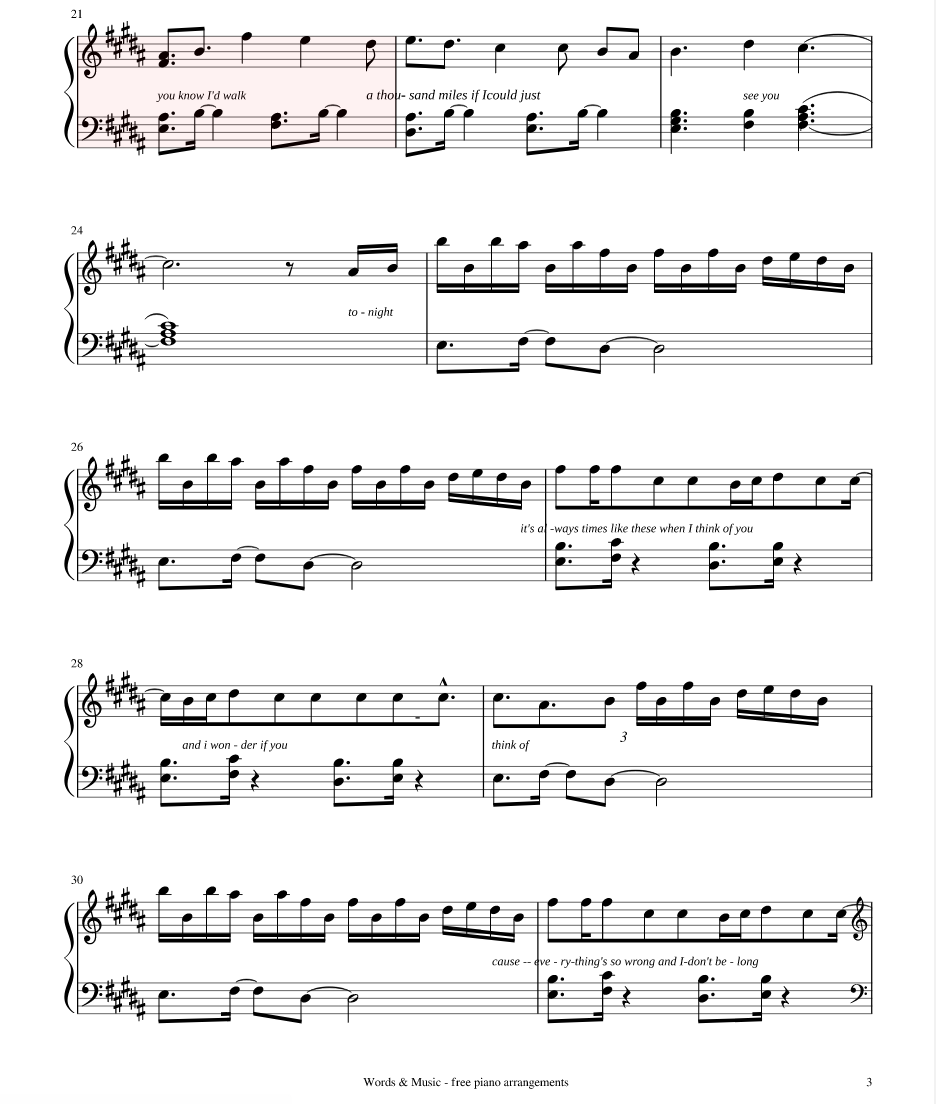 21
you know I'd walk a thou- sand miles if Icould just see you
24
to - night
26
it's al -ways times like these when I think of you
28
3
and i won - der if you think of
30
cause -- eve - ry-thing's so wrong and I-don't be - long
Words & Music - free piano arrangements 3